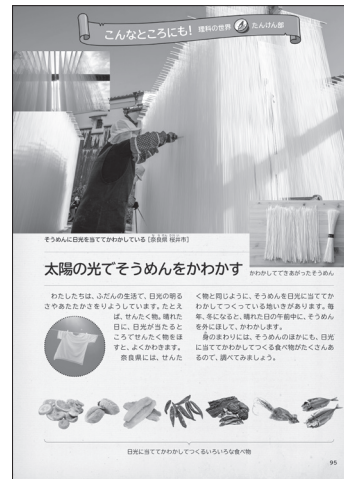 こんなところにも! 理科の世界 たんけん部
そうめんに日光を当ててかわかしている [奈良県 桜井市]
かわかしてできあがったそうめん
太陽の光でそうめんをかわかす
わたしたちは、ふだんの生活で、日光の明る
さやあたたかさをりようしています。たとえ
ば、せんたく物。晴れた
日に、日光が当たると
ころでせんたく物をほ
すと、よくかわきます。
奈良県には、せんた
く物と同じように、そうめんを日光に当ててか
わかしてつくっている地いきがあります。毎
年、冬になると、晴れた日の午前中に、そうめん
を外にほして、かわかします。
身のまわりには、そうめんのほかにも、日光
に当ててかわかしてつくる食べ物がたくさんあ
るので、調べてみましょう。
日光に当ててかわかしてつくるいろいろな食べ物
95